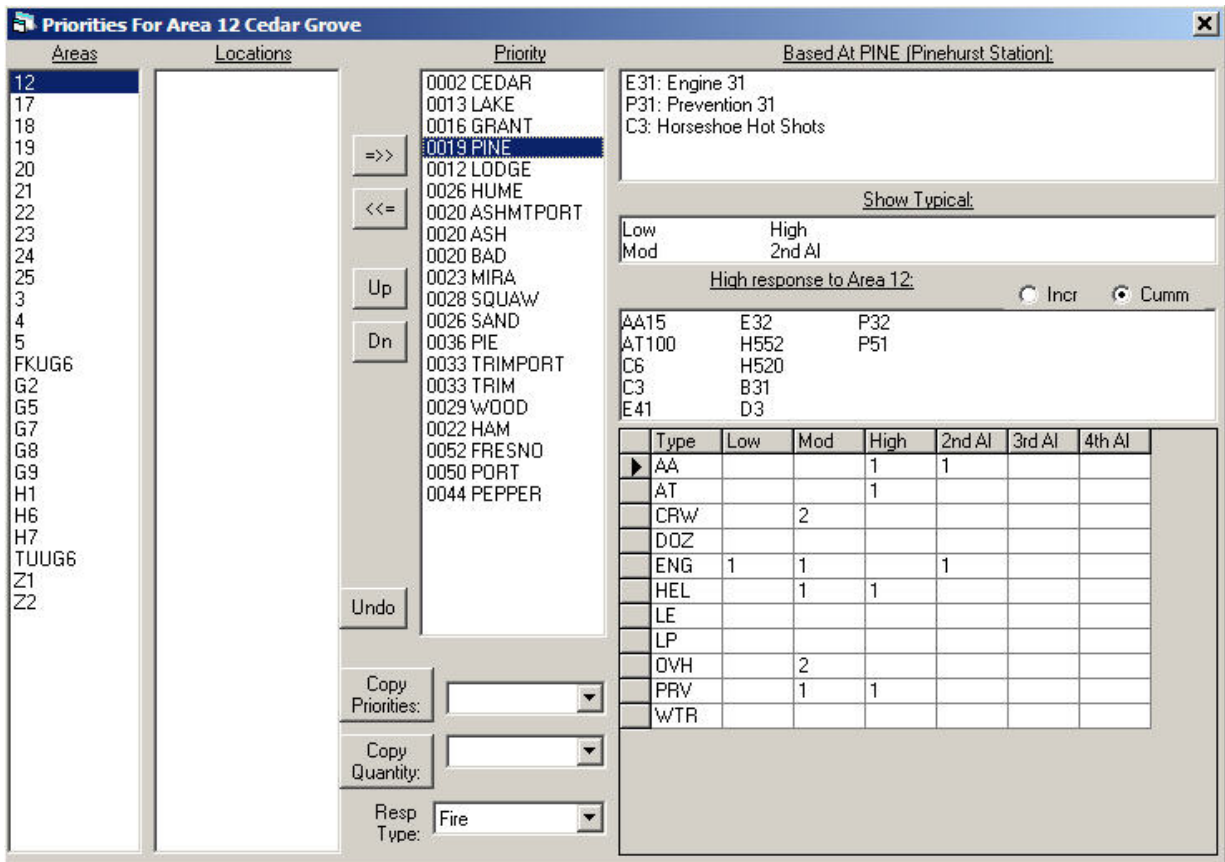 Priorities For Area 12 Cedar Grove
Areas
12
17
18
19
20
21
22
23
24
25
3
4
5
FKUG6
G2
G5
G7
G8
G9
H1
H6
H7
TUUG6
Z1
Z2
Locations
=>>
<<=
Up
Dn
Undo
Priority
0002 CEDAR
0013 LAKE
0016 GRANT
0019 PINE
0012 LODGE
0026 HUME
0020 ASHMTPORT
0020 ASH
0020 BAD
0023 MIRA
0028 SQUAW
0026 SAND
0036 PIE
0033 TRIMPORT
0033 TRIM
0029 WOOD
0022 HAM
0052 FRESNO
0050 PORT
0044 PEPPER
Copy
Priorities:
Copy
Quantity:
Resp
Type:
Fire
Based At PINE (Pinehurst Station):
E31: Engine 31
P31: Prevention 31
C3: Horseshoe Hot Shots
Show Typical:
Low High
Mod 2nd Al
High response to Area 12:
Incr Cumm
AA15 E32 P32
AT100 H552 P51
C6 H520
C3 B31
E41 D3
Type Low Mod High 2nd Al 3rd Al 4th Al
AA 1 1
AT 1
CRW 2
DOZ
ENG 1 1 1
HEL 1 1
LE
LP
OVH 2
PRV 1 1
WTR